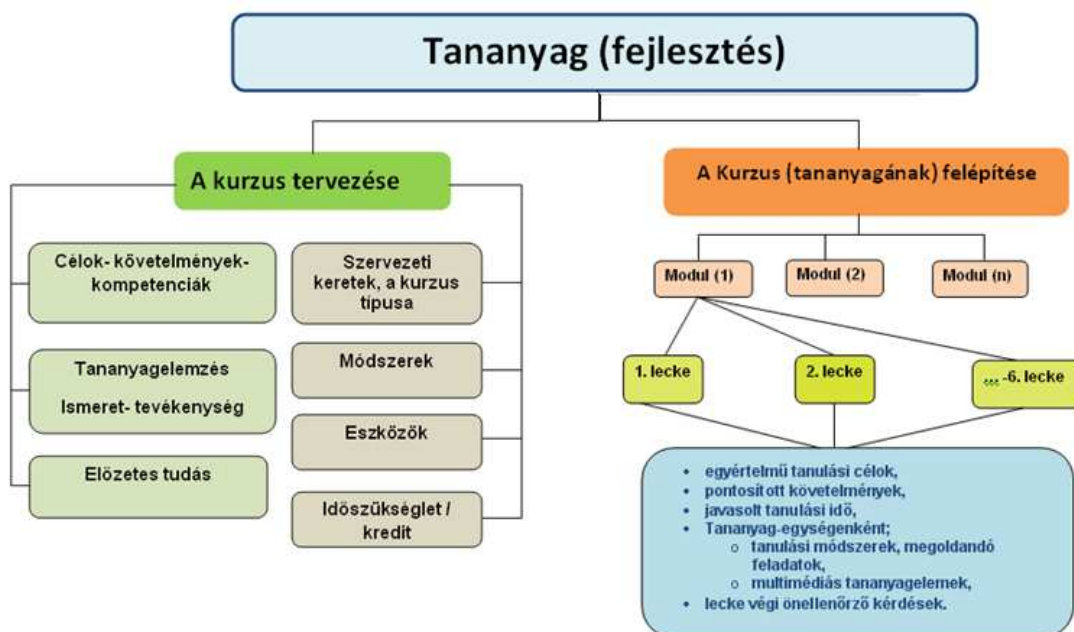 Tananyag (fejlesztés)
A kurzus tervezése
Célok- követelmények-
kompetenciák
Tananyagelemzés
Ismeret- tevékenység
Előzetes tudás
Szervezeti
keretek, a kurzus
típusa
Módszerek
Eszközök
Időszükséglet /
kredit
A Kurzus (tananyagának) felépítése
Modul (1)
Modul (2)
Modul (n)
1. lecke
2. lecke
... -6. lecke
• egyértelmű tanulási célok,
• pontosított követelmények,
• javasolt tanulási idő,
• Tananyag-egységenként;
o tanulási módszerek, megoldandó
feladatok,
o multimédiás tananyagelemek,
• lecke végi önellenőrző kérdések.